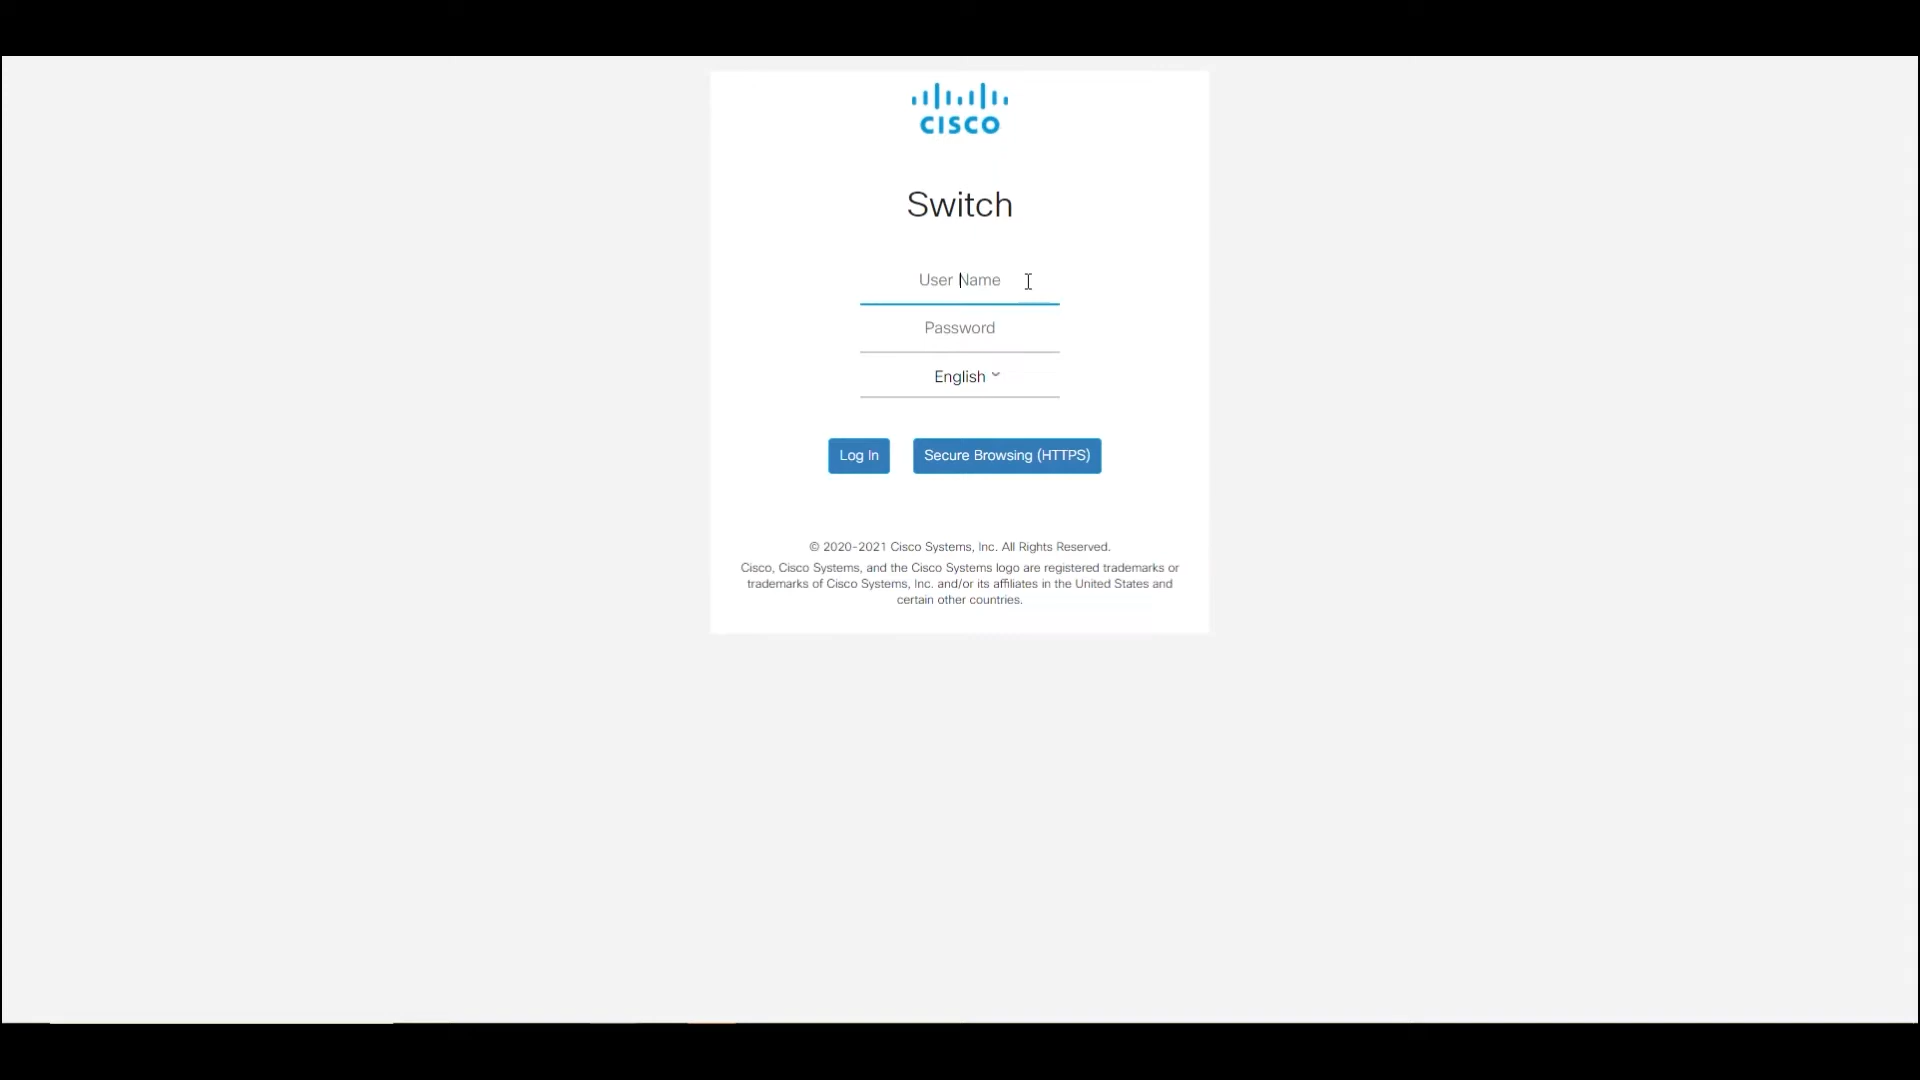 CISCO
Switch
User Name
Password
English
Log In
Secure Browsing (HTTPS)
© 2020-2021 Cisco Systems, Inc. All Rights Reserved.
Cisco, Cisco Systems, and the Cisco Systems logo are registered trademarks or
trademarks of Cisco Systems, Inc. and/or its affiliates in the United States and
certain other countries.